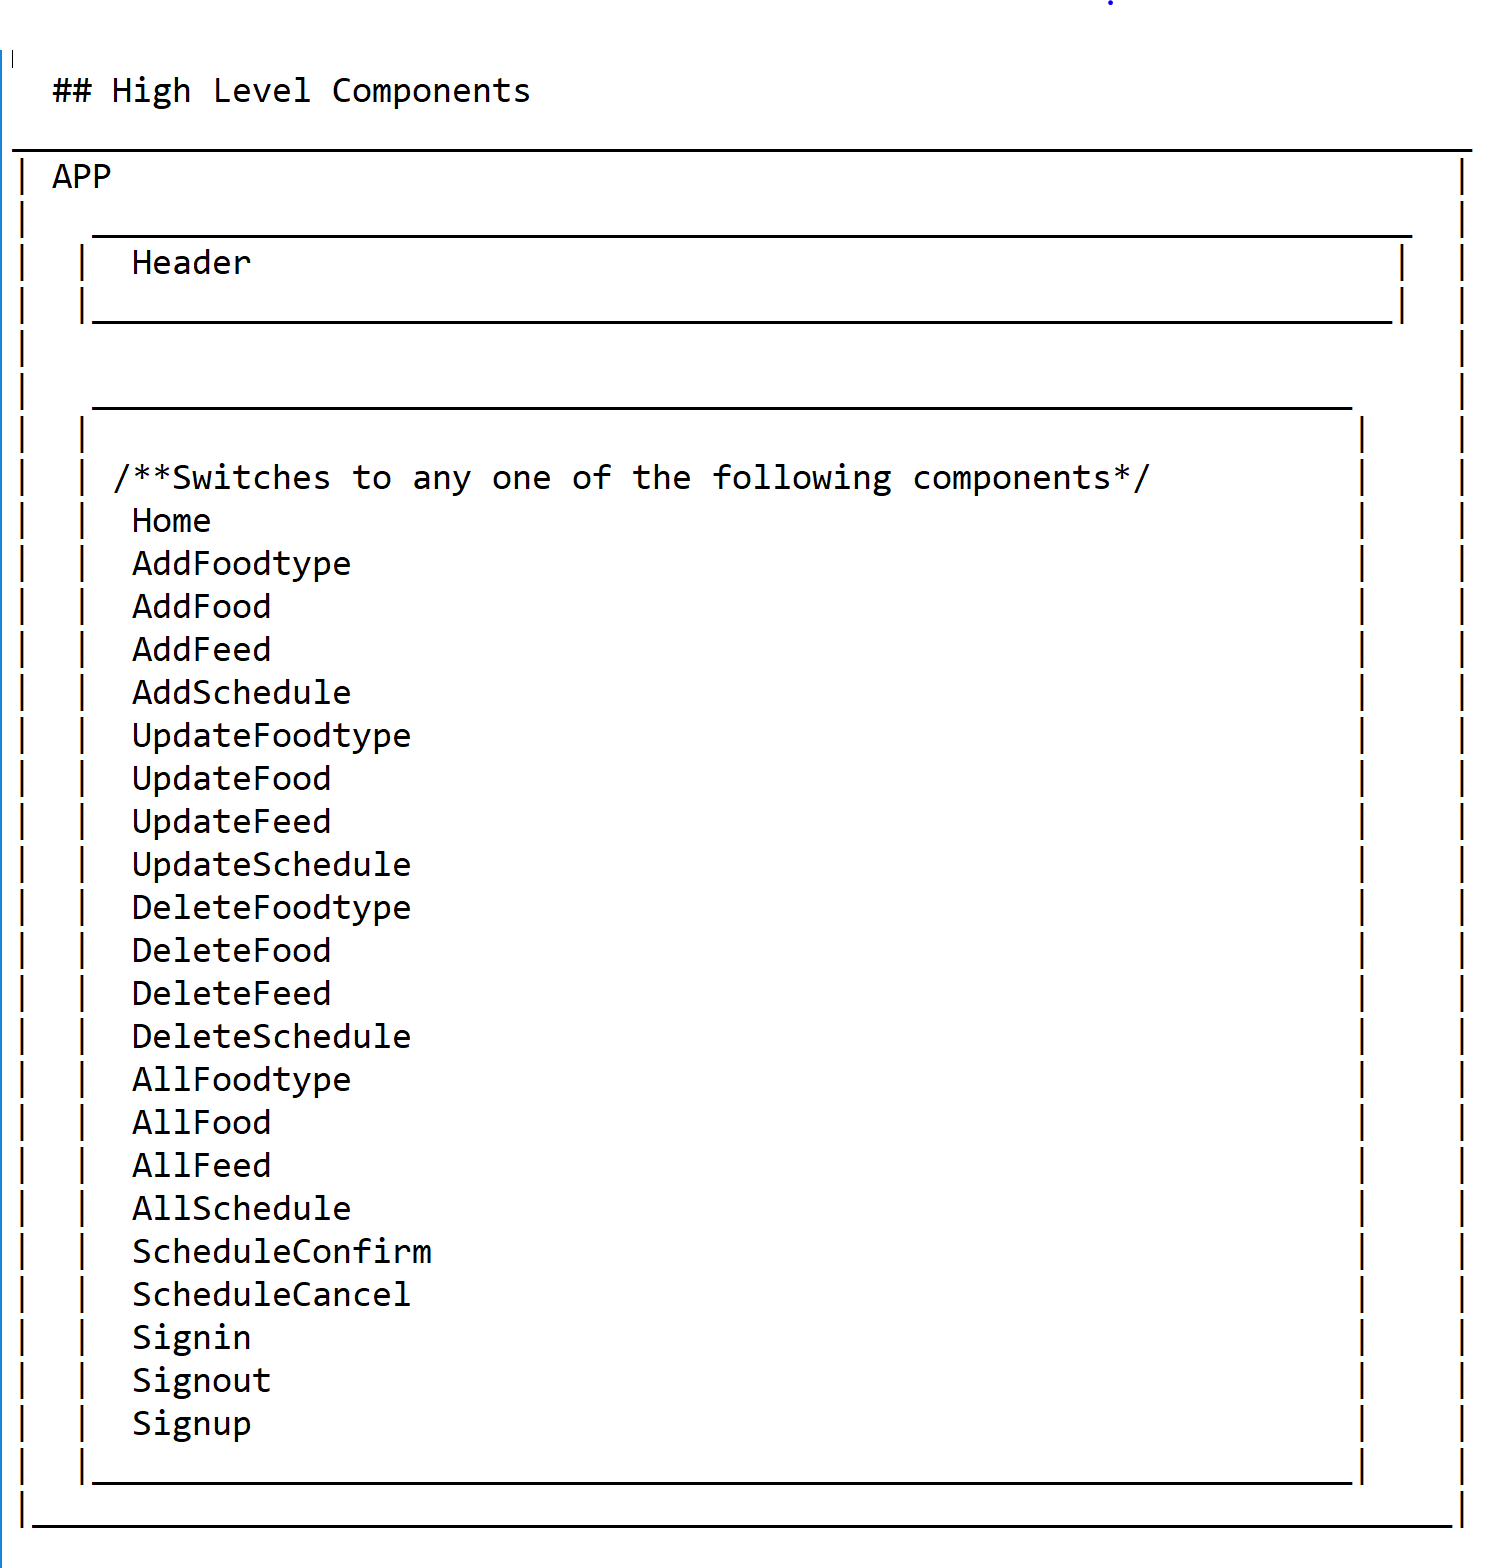 ## High Level Components
APP
Header
/**Switches to any one of the following components*/
Home
AddFoodtype
AddFood
AddFeed
AddSchedule
UpdateFoodtype
UpdateFood
UpdateFeed
UpdateSchedule
DeleteFoodtype
DeleteFood
DeleteFeed
DeleteSchedule
AllFoodtype
AllFood
AllFeed
AllSchedule
ScheduleConfirm
ScheduleCancel
Signin
Signout
Signup